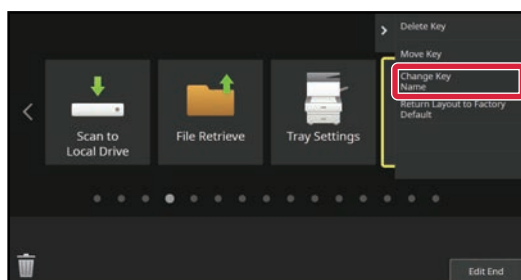 Delete Key
Move Key
Change Key
Name
Return Layout to Factory
Default
Scan to
Local Drive
File Retrieve
Tray Settings
Edit End